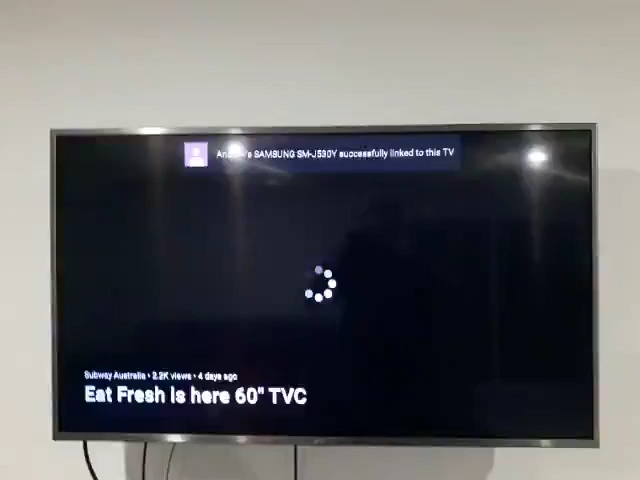 SAMSUNG SM-J530Y successfully linked to this TV
Subway Australia • 2.2K views • 4 days ago
Eat Fresh is here 60" TVC